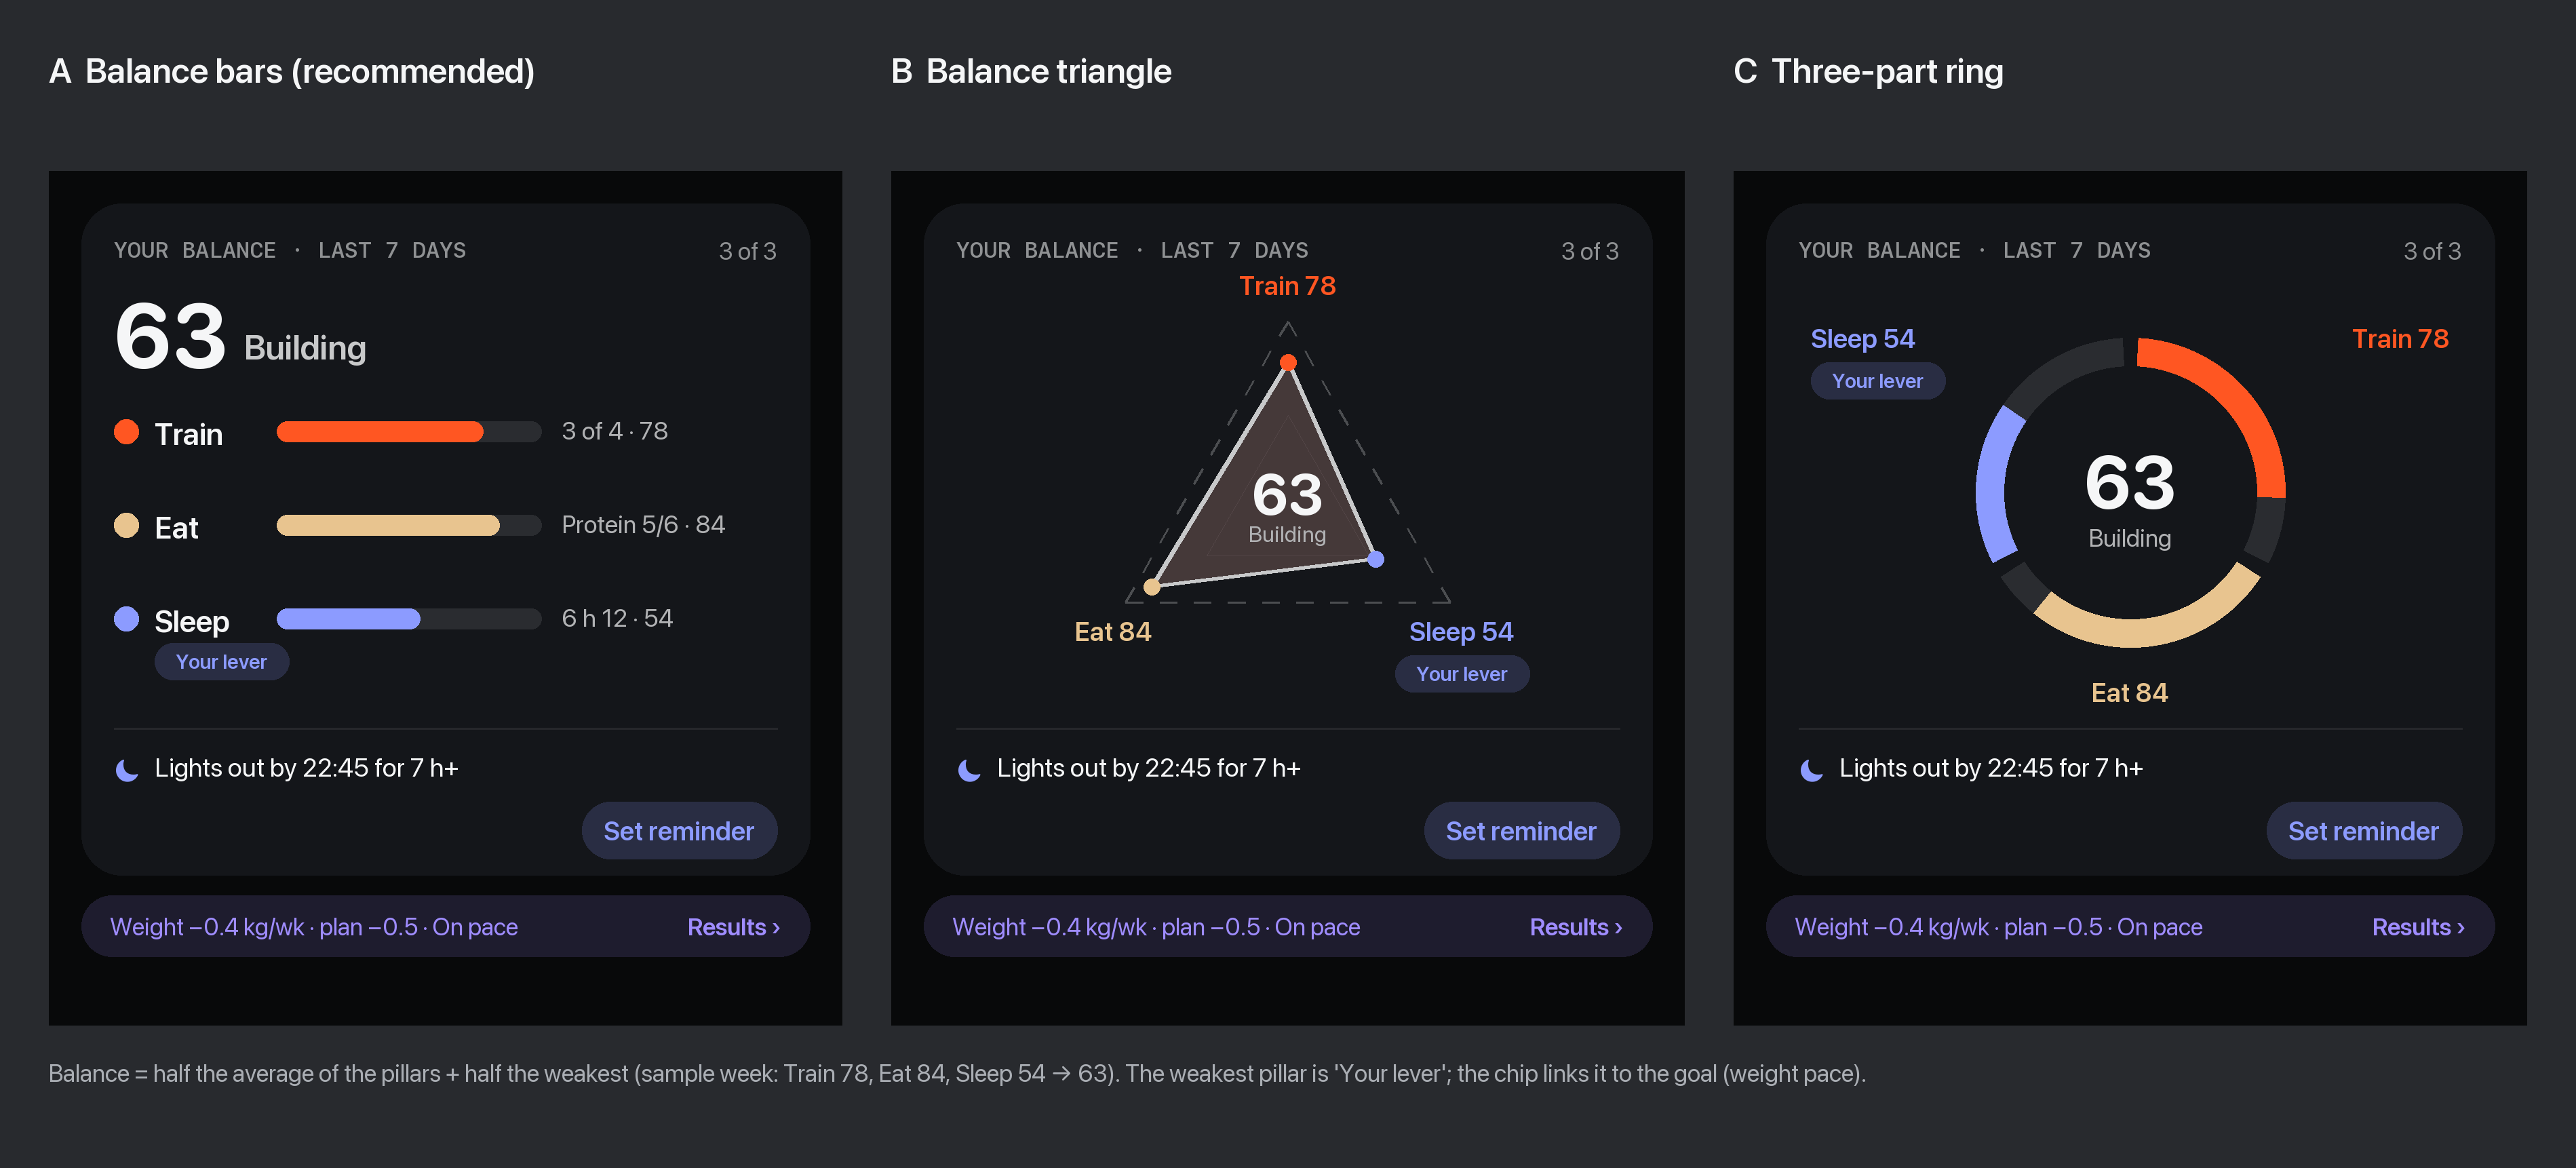 A Balance bars (recommended)
YOUR BALANCE · LAST 7 DAYS 3 of 3
63 Building
Train 3 of 4 · 78
Eat Protein 5/6 · 84
Sleep 6 h 12 · 54
Your lever
Lights out by 22:45 for 7 h+
Set reminder
Weight −0.4 kg/wk · plan −0.5 · On pace Results ›
B Balance triangle
YOUR BALANCE · LAST 7 DAYS 3 of 3
Train 78
63
Building
Eat 84 Sleep 54
Your lever
Lights out by 22:45 for 7 h+
Set reminder
Weight −0.4 kg/wk · plan −0.5 · On pace Results ›
C Three-part ring
YOUR BALANCE · LAST 7 DAYS 3 of 3
Sleep 54 Train 78
Your lever
63
Building
Eat 84
Lights out by 22:45 for 7 h+
Set reminder
Weight −0.4 kg/wk · plan −0.5 · On pace Results ›
Balance = half the average of the pillars + half the weakest (sample week: Train 78, Eat 84, Sleep 54 → 63). The weakest pillar is 'Your lever'; the chip links it to the goal (weight pace).